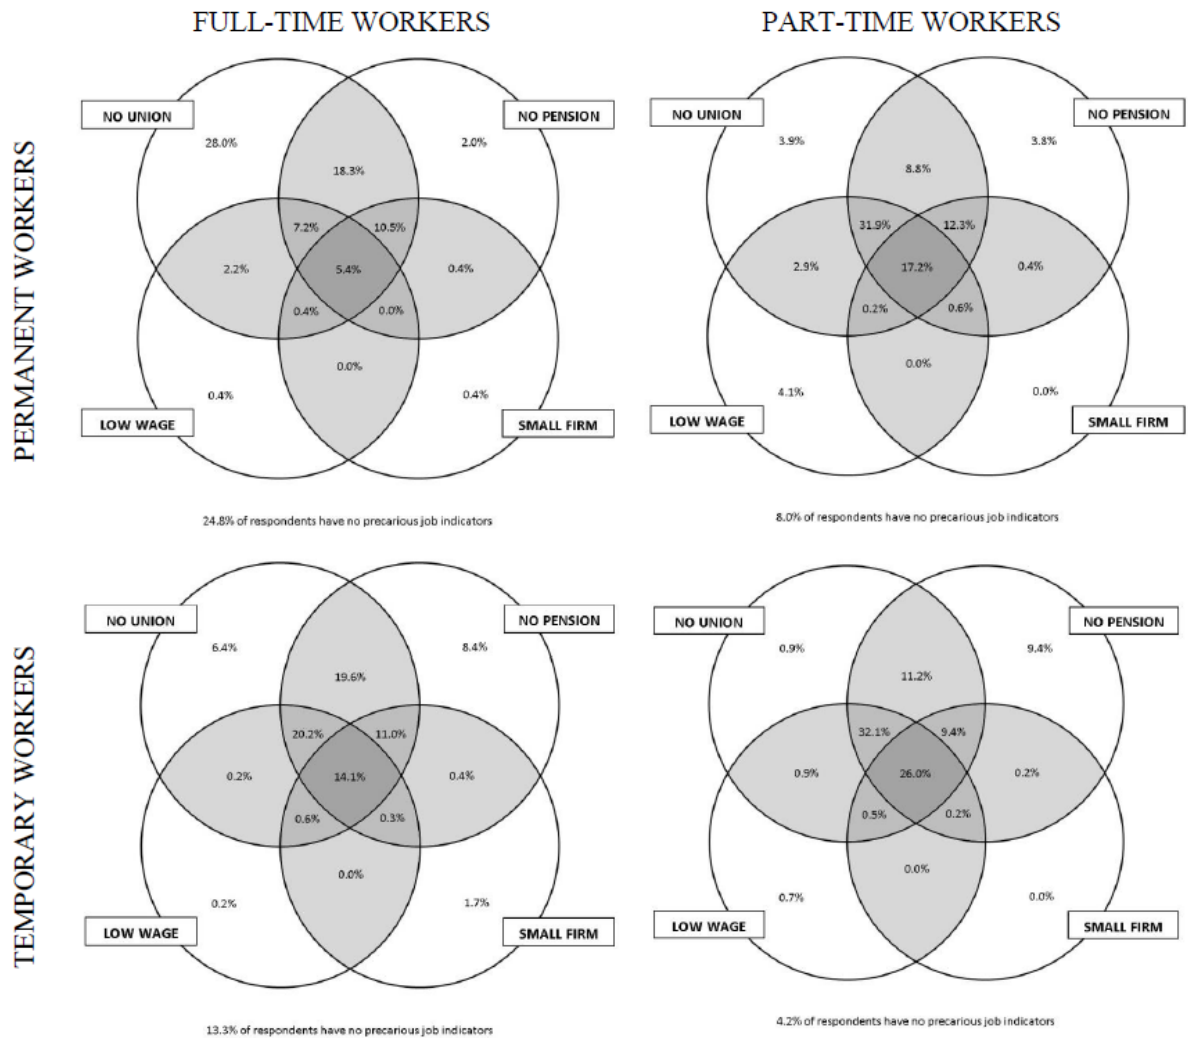 FULL-TIME WORKERS
PART-TIME WORKERS
PERMANENT WORKERS
NO UNION
NO PENSION
28.0%
2.0%
18.3%
7.2%
10.5%
2.2%
5.4%
0.4%
0.4%
0.0%
0.0%
0.4%
0.4%
LOW WAGE
SMALL FIRM
24.8% of respondents have no precarious job indicators
NO UNION
NO PENSION
3.9%
3.8%
8.8%
31.9%
12.3%
2.9%
17.2%
0.4%
0.2%
0.6%
0.0%
4.1%
0.0%
LOW WAGE
SMALL FIRM
8.0% of respondents have no precarious job indicators
TEMPORARY WORKERS
NO UNION
NO PENSION
6.4%
8.4%
19.6%
20.2%
11.0%
0.2%
14.1%
0.4%
0.6%
0.3%
0.0%
0.2%
1.7%
LOW WAGE
SMALL FIRM
13.3% of respondents have no precarious job indicators
NO UNION
NO PENSION
0.9%
9.4%
11.2%
32.1%
9.4%
0.9%
26.0%
0.2%
0.5%
0.2%
0.0%
0.7%
0.0%
LOW WAGE
SMALL FIRM
4.2% of respondents have no precarious job indicators